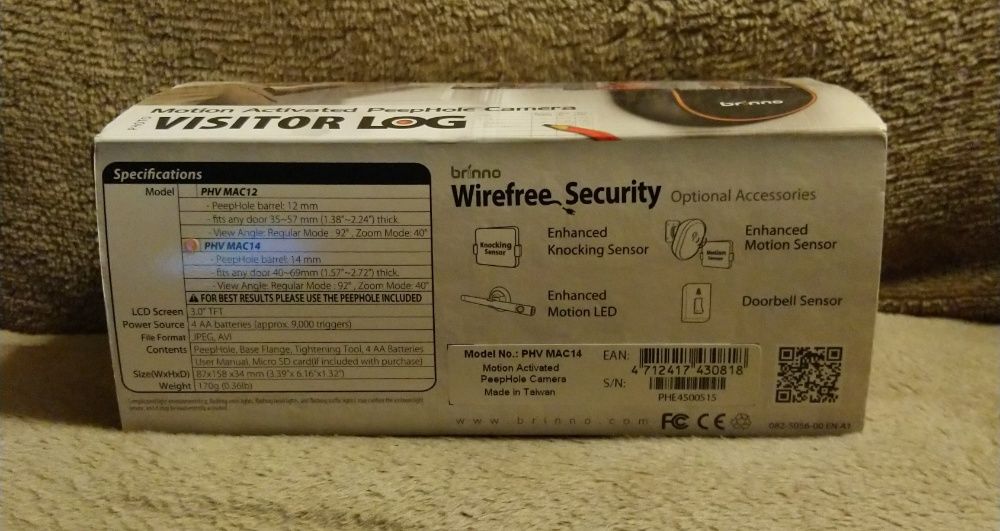 Motion Activated PeepHole Camera
PHOTO VISITOR LOG
brinno
Specifications
Model PHV MAC12
- PeepHole barrel: 12 mm
- fits any door 35~57 mm (1.38"~2.24") thick.
- View Angle: Regular Mode : 92° , Zoom Mode: 40°
PHV MAC14
- PeepHole barrel: 14 mm
- fits any door 40~69mm (1.57"~2.72") thick.
- View Angle: Regular Mode : 92° , Zoom Mode: 40°
FOR BEST RESULTS PLEASE USE THE PEEPHOLE INCLUDED
LCD Screen 3.0" TFT
Power Source 4 AA batteries (approx. 9,000 triggers)
File Format JPEG, AVI
Contents PeepHole, Base Flange, Tightening Tool, 4 AA Batteries
User Manual, Micro SD card(if included with purchase)
Size(WxHxD) 87x158 x34 mm (3.39"x 6.16"x1.32")
Weight 170g (0.36lb)
brinno
Wirefree Security Optional Accessories
Knocking Sensor
Enhanced
Knocking Sensor
Motion Sensor
Enhanced
Motion Sensor
Enhanced
Motion LED
Doorbell Sensor
Model No.: PHV MAC14
Motion Activated
PeepHole Camera
Made in Taiwan
EAN:
4 712417 430818
S/N:
PHE4500515
www.brinno.com FC CE
082-5056-00 EN A1